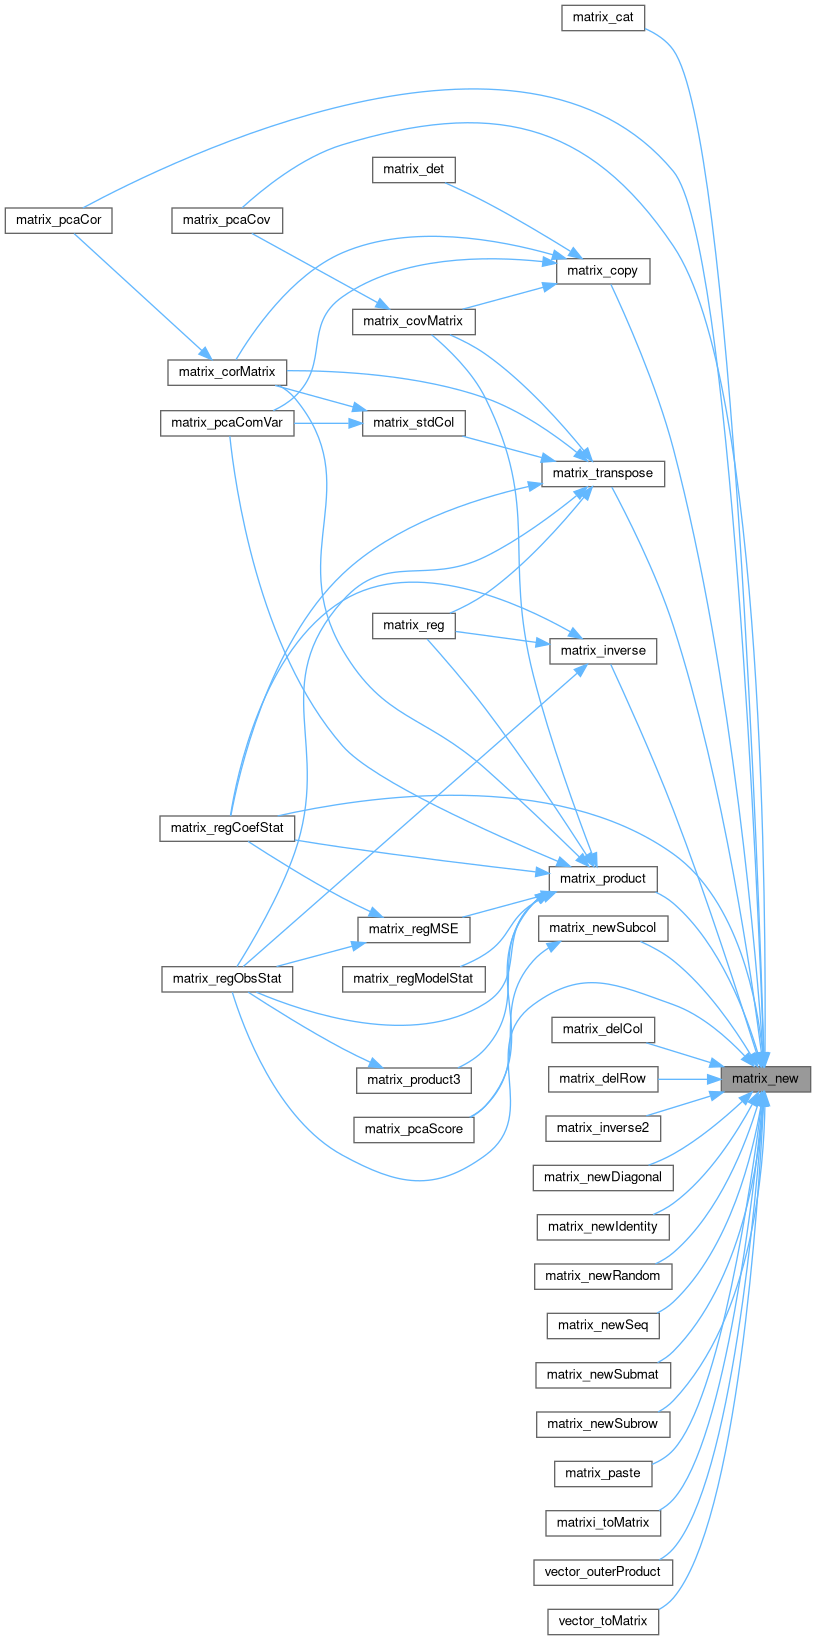 matrix_cat
matrix_det
matrix_pcaCor
matrix_pcaCov
matrix_copy
matrix_covMatrix
matrix_corMatrix
matrix_pcaComVar
matrix_stdCol
matrix_transpose
matrix_reg
matrix_inverse
matrix_regCoefStat
matrix_product
matrix_regMSE
matrix_newSubcol
matrix_regObsStat
matrix_regModelStat
matrix_delCol
matrix_new
matrix_delRow
matrix_product3
matrix_pcaScore
matrix_inverse2
matrix_newDiagonal
matrix_newIdentity
matrix_newRandom
matrix_newSeq
matrix_newSubmat
matrix_newSubrow
matrix_paste
matrixi_toMatrix
vector_outerProduct
vector_toMatrix